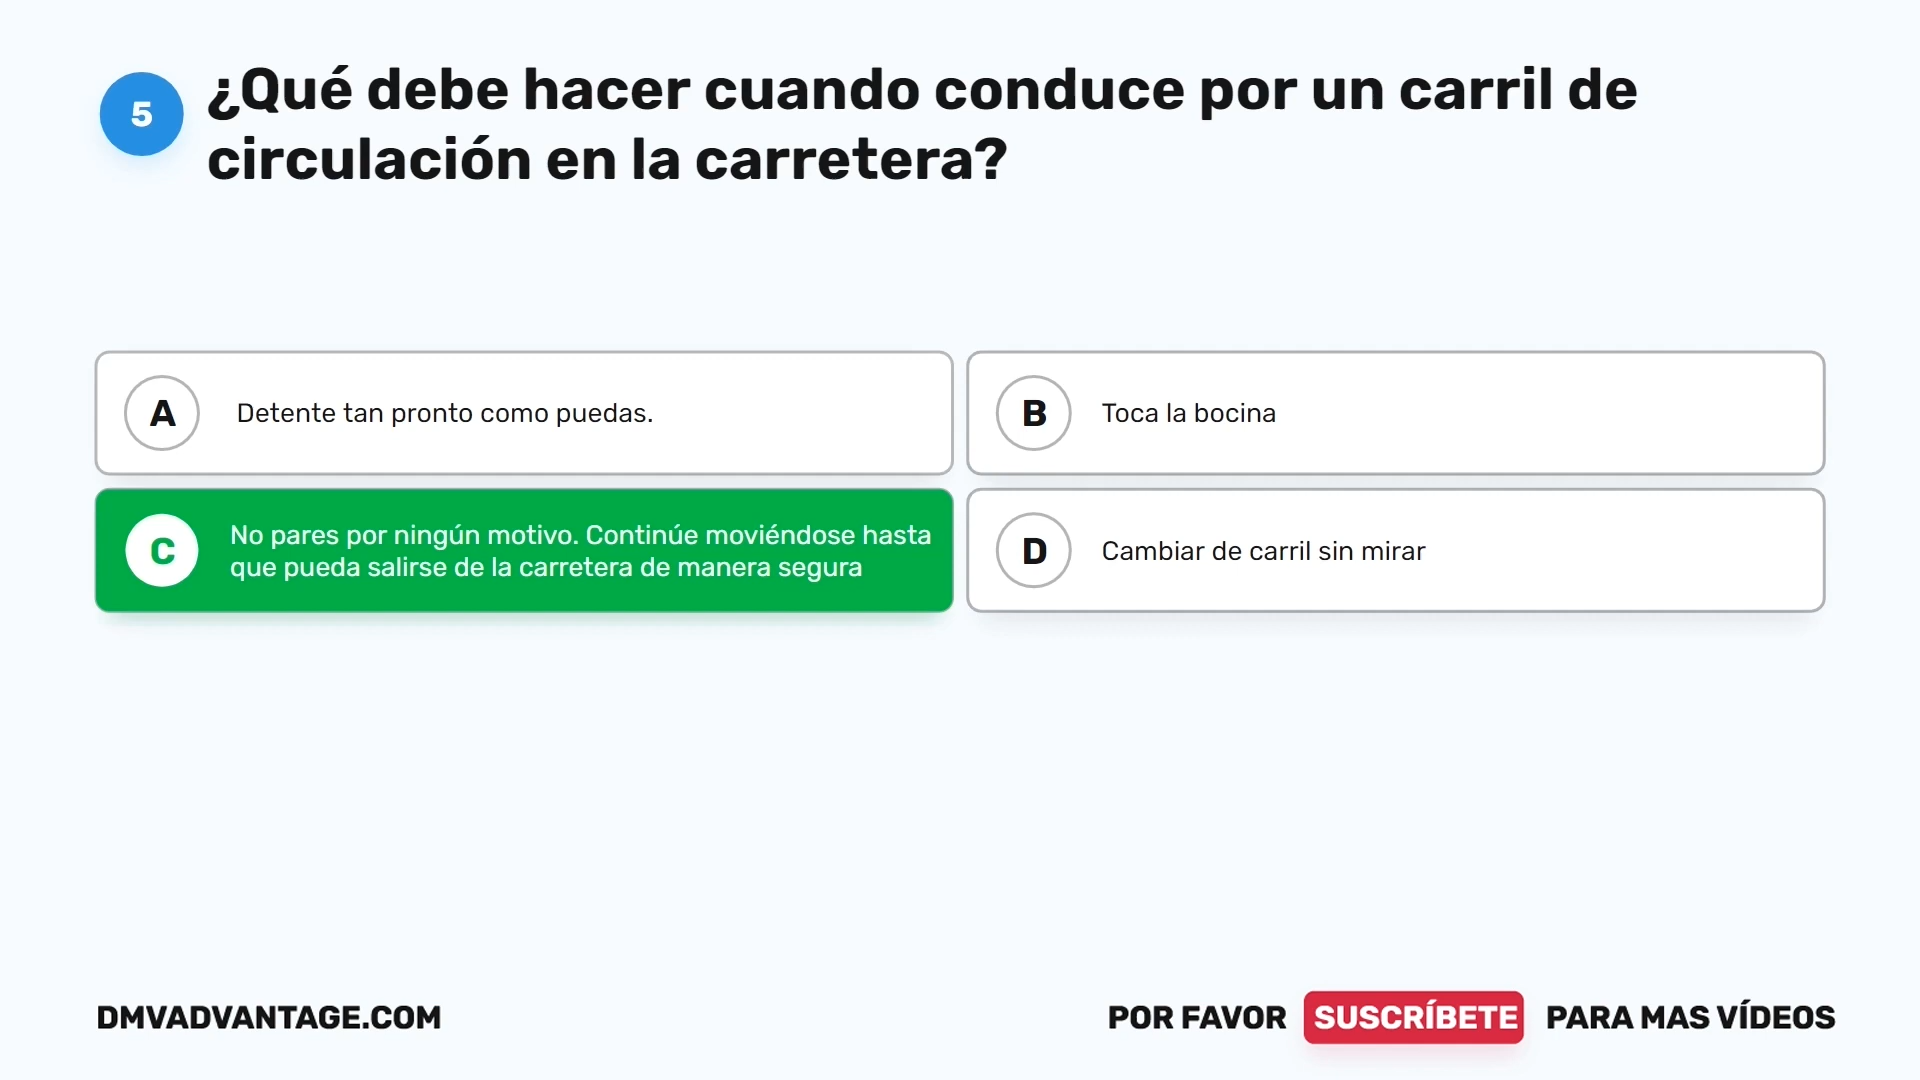 5
¿Qué debe hacer cuando conduce por un carril de
circulación en la carretera?
A
Detente tan pronto como puedas.
B
Toca la bocina
C
No pares por ningún motivo. Continúe moviéndose hasta
que pueda salirse de la carretera de manera segura
D
Cambiar de carril sin mirar
DMVADVANTAGE.COM
POR FAVOR SUSCRÍBETE PARA MAS VÍDEOS